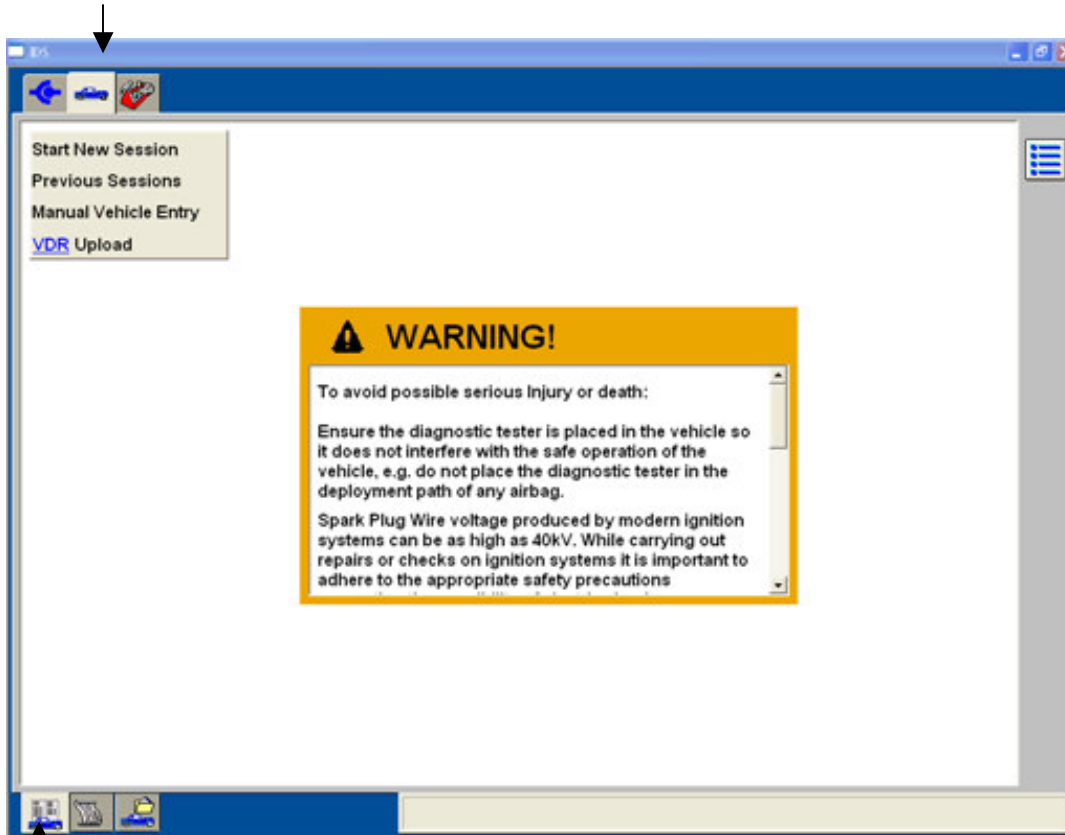 IDS
Start New Session
Previous Sessions
Manual Vehicle Entry
VDR Upload
WARNING!
To avoid possible serious Injury or death:
Ensure the diagnostic tester is placed in the vehicle so
it does not interfere with the safe operation of the
vehicle, e.g. do not place the diagnostic tester in the
deployment path of any airbag.
Spark Plug Wire voltage produced by modern ignition
systems can be as high as 40kV. While carrying out
repairs or checks on ignition systems it is important to
adhere to the appropriate safety precautions